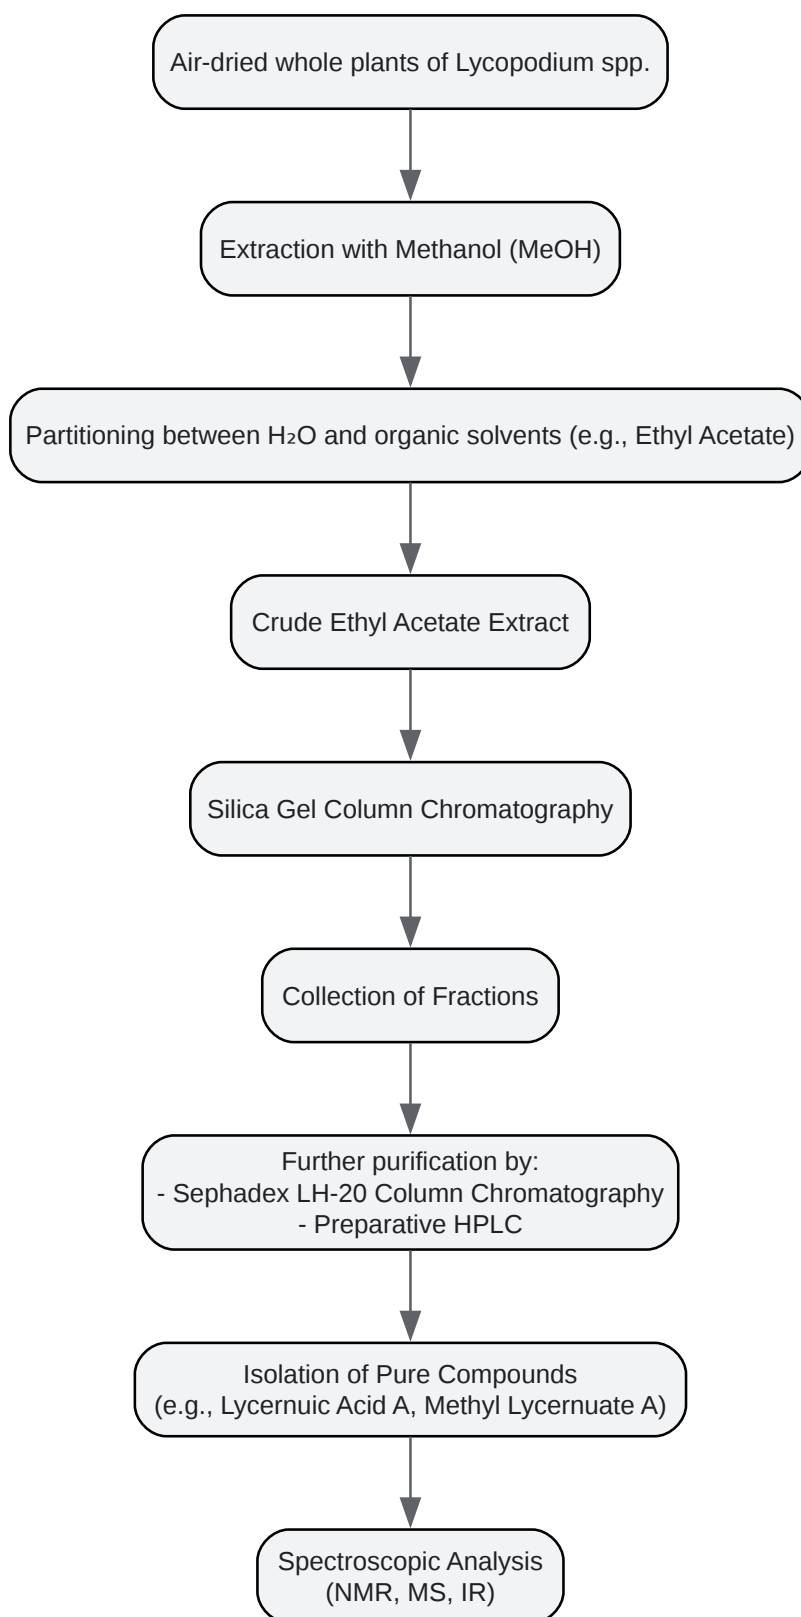 Air-dried whole plants of Lycopodium spp.
Extraction with Methanol (MeOH)
Partitioning between H₂O and organic solvents (e.g., Ethyl Acetate)
Crude Ethyl Acetate Extract
Silica Gel Column Chromatography
Collection of Fractions
Further purification by:
- Sephadex LH-20 Column Chromatography
- Preparative HPLC
Isolation of Pure Compounds
(e.g., Lycernuic Acid A, Methyl Lycernuate A)
Spectroscopic Analysis
(NMR, MS, IR)